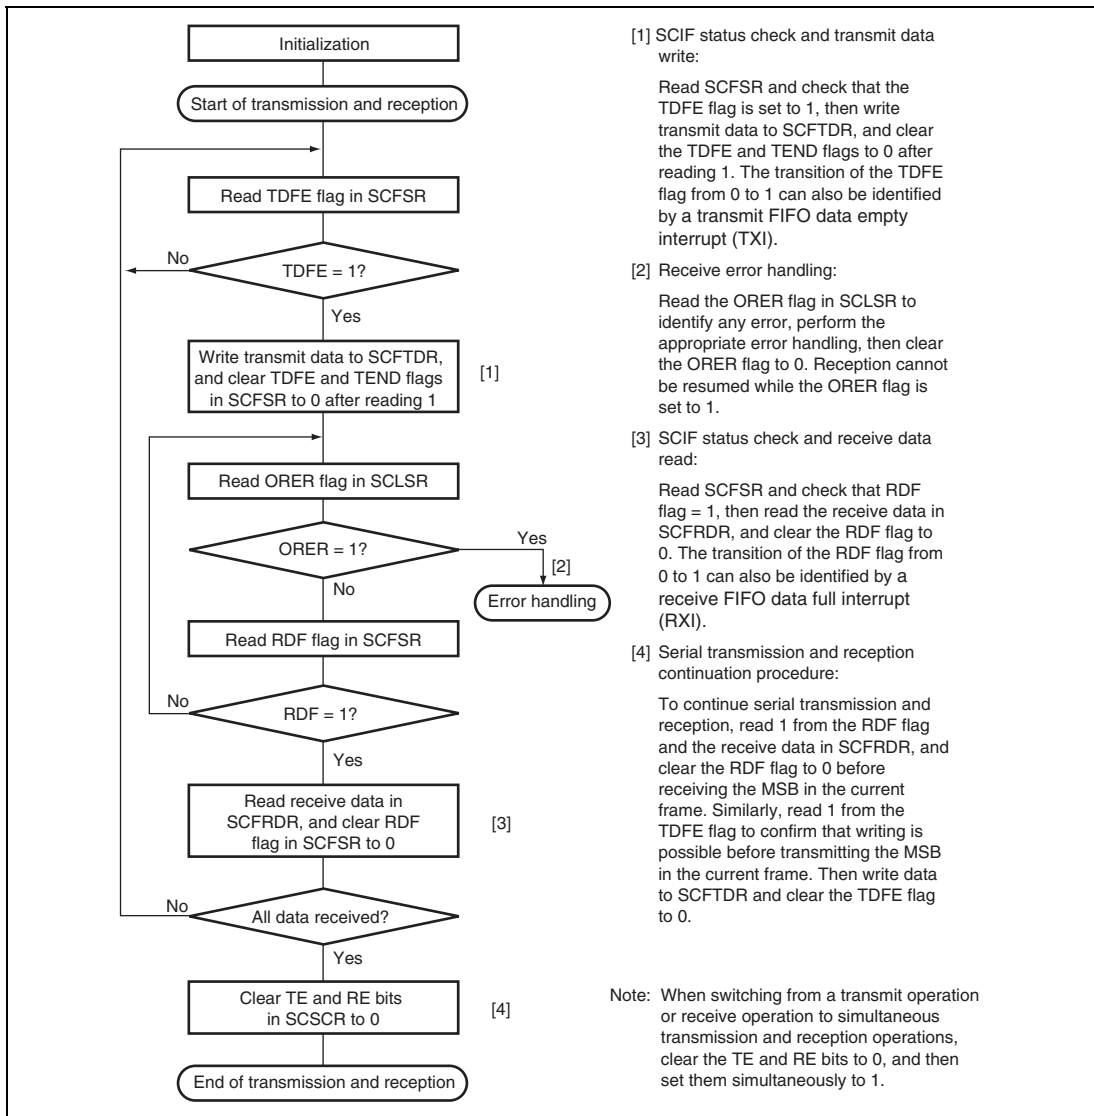 Initialization
Start of transmission and reception
Read TDFE flag in SCFSR
No
TDFE = 1?
Yes
Write transmit data to SCFTDR,
and clear TDFE and TEND flags
in SCFSR to 0 after reading 1
[1]
Read ORER flag in SCLSR
ORER = 1?
Yes
[2]
No
Error handling
Read RDF flag in SCFSR
No
RDF = 1?
Yes
Read receive data in
SCFRDR, and clear RDF
flag in SCFSR to 0
[3]
No
All data received?
Yes
Clear TE and RE bits
in SCSCR to 0
[4]
End of transmission and reception
[1] SCIF status check and transmit data
write:
Read SCFSR and check that the
TDFE flag is set to 1, then write
transmit data to SCFTDR, and clear
the TDFE and TEND flags to 0 after
reading 1. The transition of the TDFE
flag from 0 to 1 can also be identified
by a transmit FIFO data empty
interrupt (TXI).
[2] Receive error handling:
Read the ORER flag in SCLSR to
identify any error, perform the
appropriate error handling, then clear
the ORER flag to 0. Reception cannot
be resumed while the ORER flag is
set to 1.
[3] SCIF status check and receive data
read:
Read SCFSR and check that RDF
flag = 1, then read the receive data in
SCFRDR, and clear the RDF flag to
0. The transition of the RDF flag from
0 to 1 can also be identified by a
receive FIFO data full interrupt
(RXI).
[4] Serial transmission and reception
continuation procedure:
To continue serial transmission and
reception, read 1 from the RDF flag
and the receive data in SCFRDR, and
clear the RDF flag to 0 before
receiving the MSB in the current
frame. Similarly, read 1 from the
TDFE flag to confirm that writing is
possible before transmitting the MSB
in the current frame. Then write data
to SCFTDR and clear the TDFE flag
to 0.
Note: When switching from a transmit operation
or receive operation to simultaneous
transmission and reception operations,
clear the TE and RE bits to 0, and then
set them simultaneously to 1.